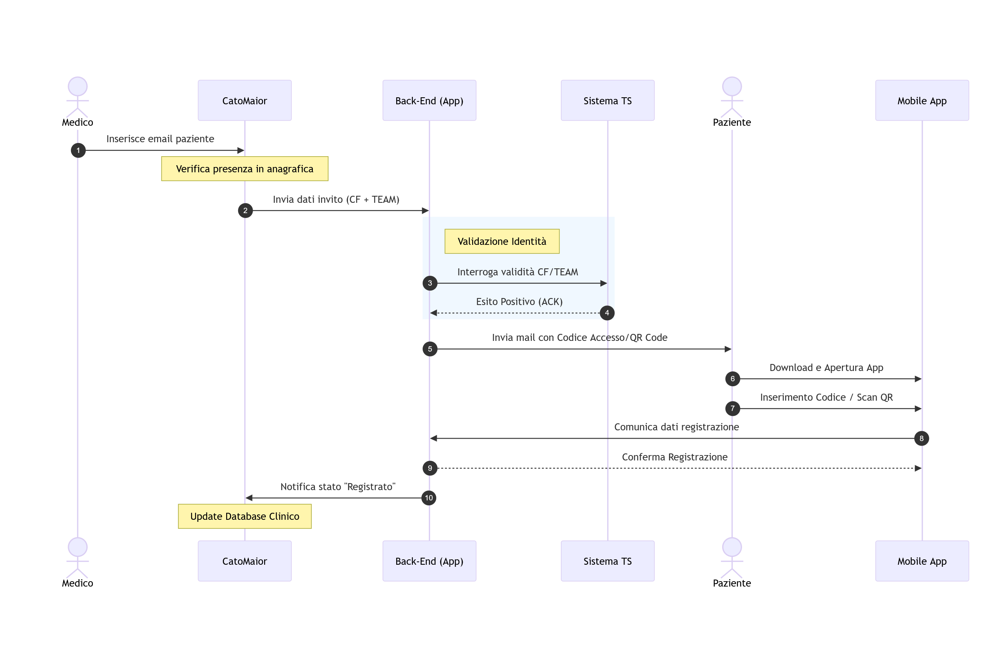 Medico
CatoMaior
Back-End (App)
Sistema TS
Paziente
Mobile App
Inserisce email paziente
1
Verifica presenza in anagrafica
Invia dati invito (CF + TEAM)
2
Validazione Identità
Interroga validità CF/TEAM
3
Esito Positivo (ACK)
4
Invia mail con Codice Accesso/QR Code
5
Download e Apertura App
6
Inserimento Codice / Scan QR
7
Comunica dati registrazione
8
Conferma Registrazione
9
Notifica stato "Registrato"
10
Update Database Clinico
Medico
CatoMaior
Back-End (App)
Sistema TS
Paziente
Mobile App